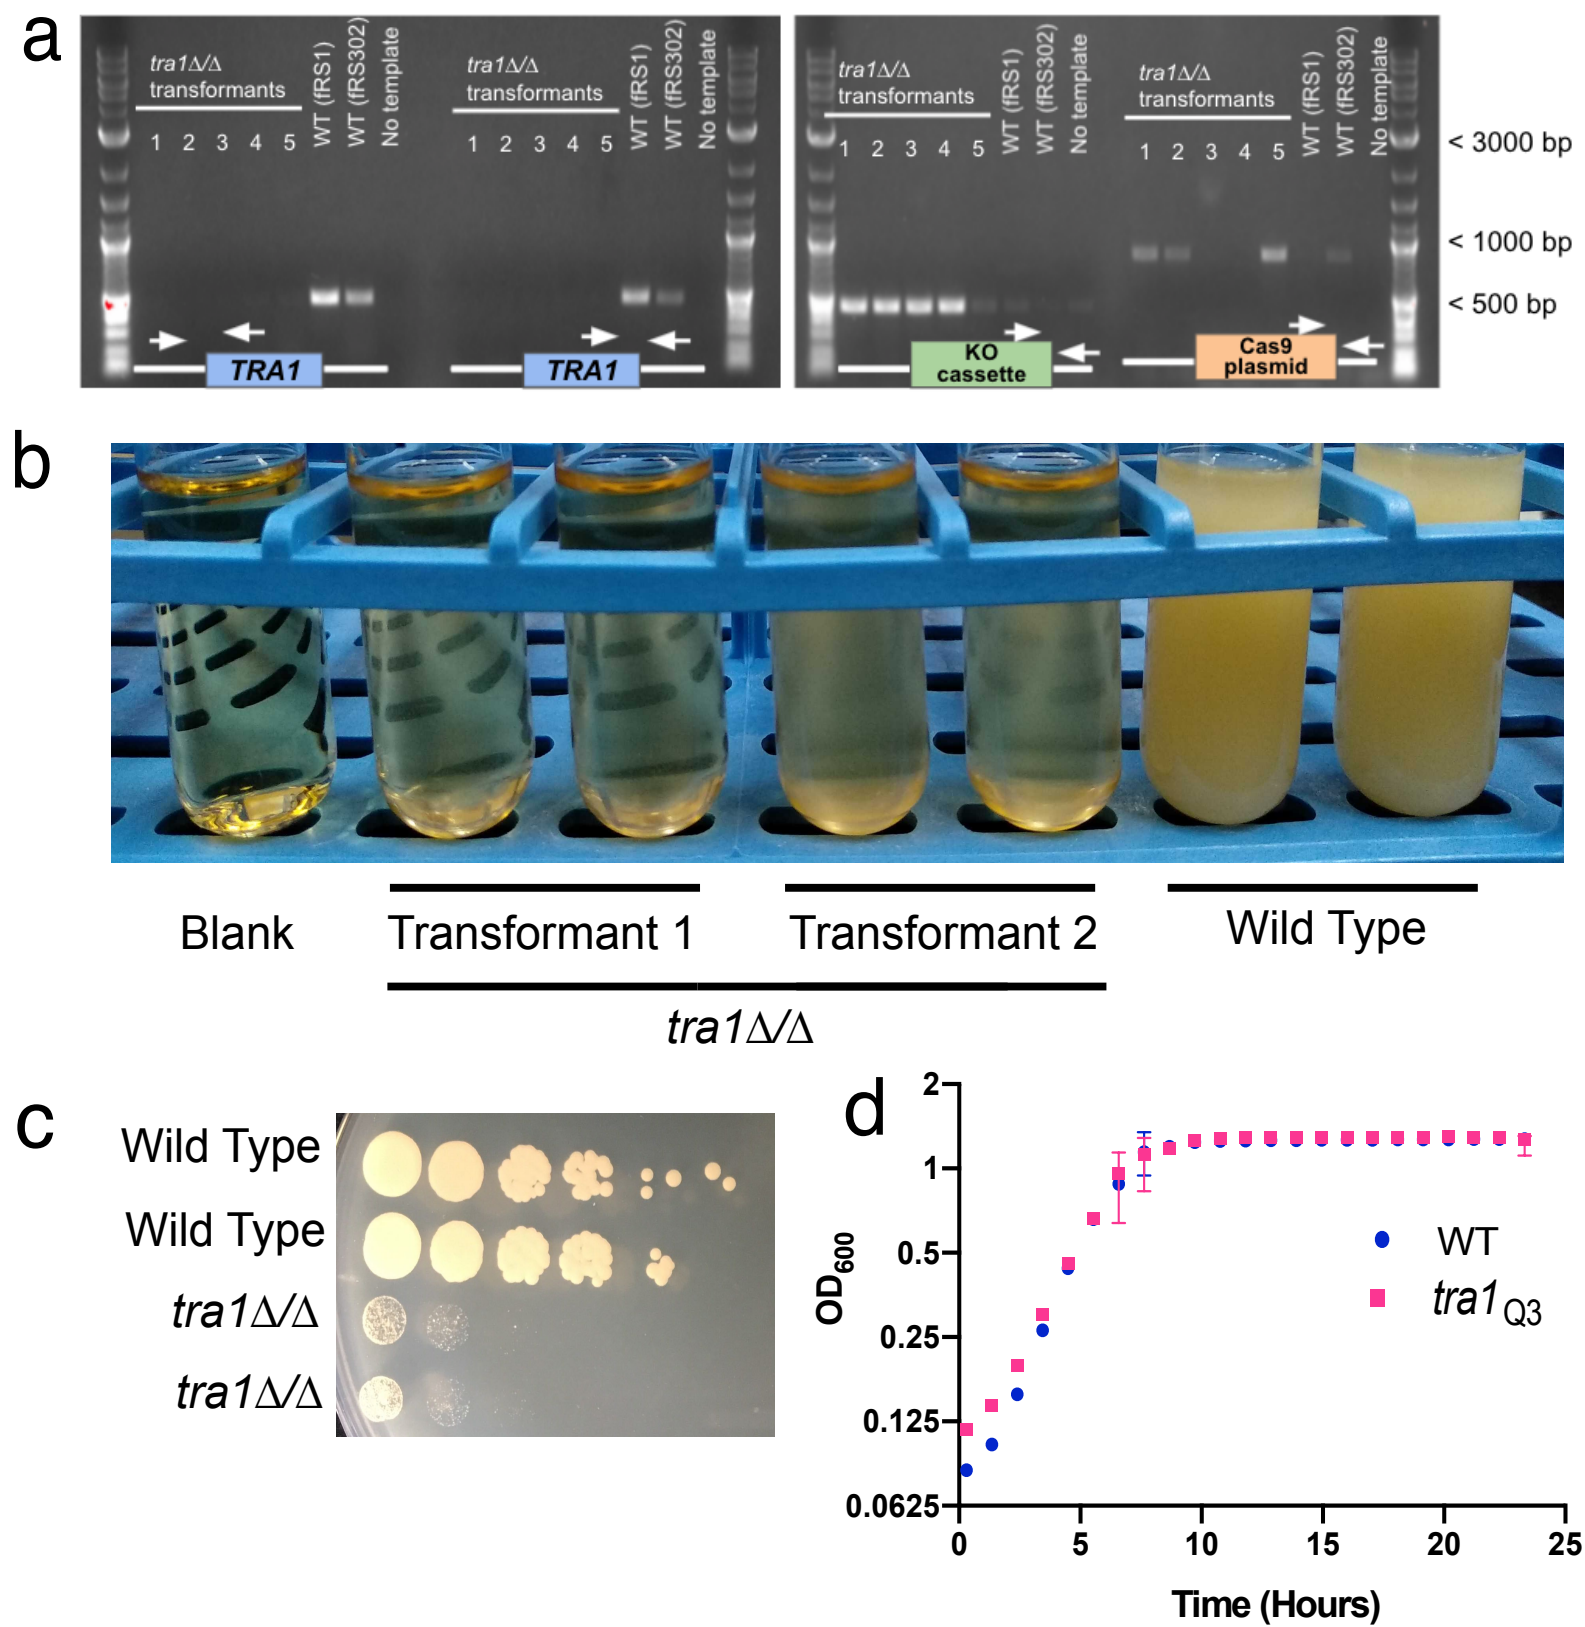 a
tra1Δ/Δ
transformants
1 2 3 4 5
WT (fRS1)
WT (fRS302)
No template
TRA1
tra1Δ/Δ
transformants
1 2 3 4 5
WT (fRS1)
WT (fRS302)
No template
TRA1
tra1Δ/Δ
transformants
1 2 3 4 5
WT (fRS1)
WT (fRS302)
No template
KO
cassette
tra1Δ/Δ
transformants
1 2 3 4 5
WT (fRS1)
WT (fRS302)
No template
Cas9
plasmid
< 3000 bp
< 1000 bp
< 500 bp
b
Blank
Transformant 1
Transformant 2
Wild Type
tra1Δ/Δ
c
Wild Type
Wild Type
tra1Δ/Δ
tra1Δ/Δ
d
OD600
2
1
0.5
0.25
0.125
0.0625
0 5 10 15 20 25
Time (Hours)
WT
tra1Q3